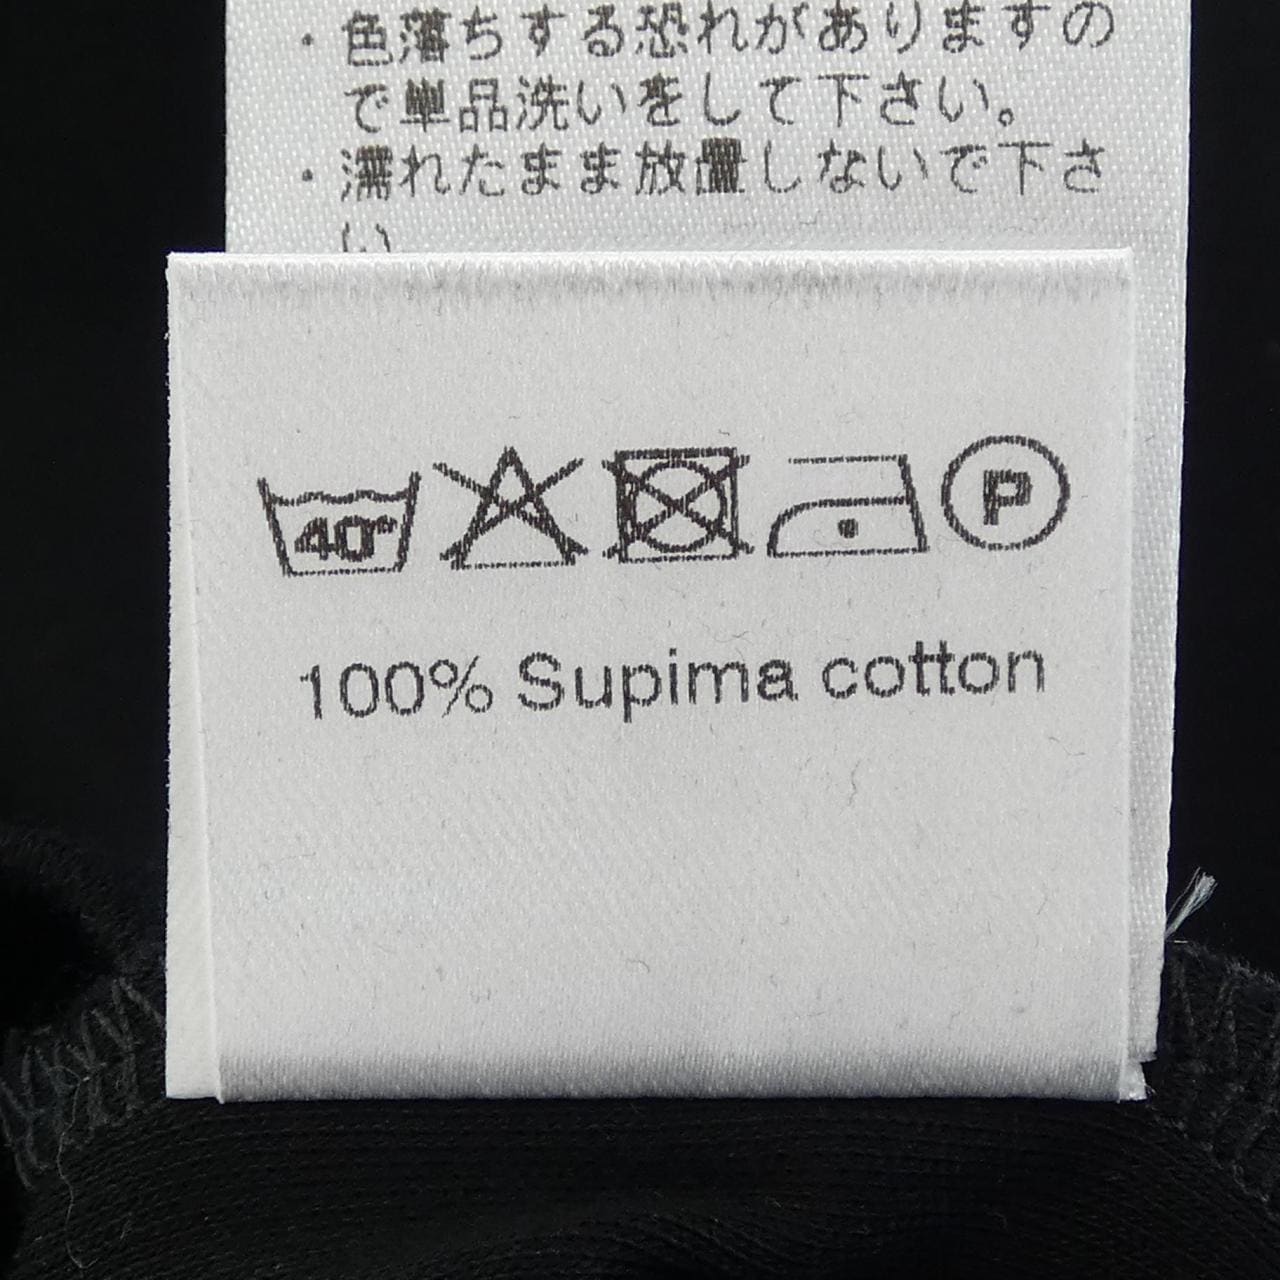 ・色落ちする恐れがありますの
で単品洗いをして下さい。
・濡れたまま放置しないで下さ
い
40° P
100% Supima cotton